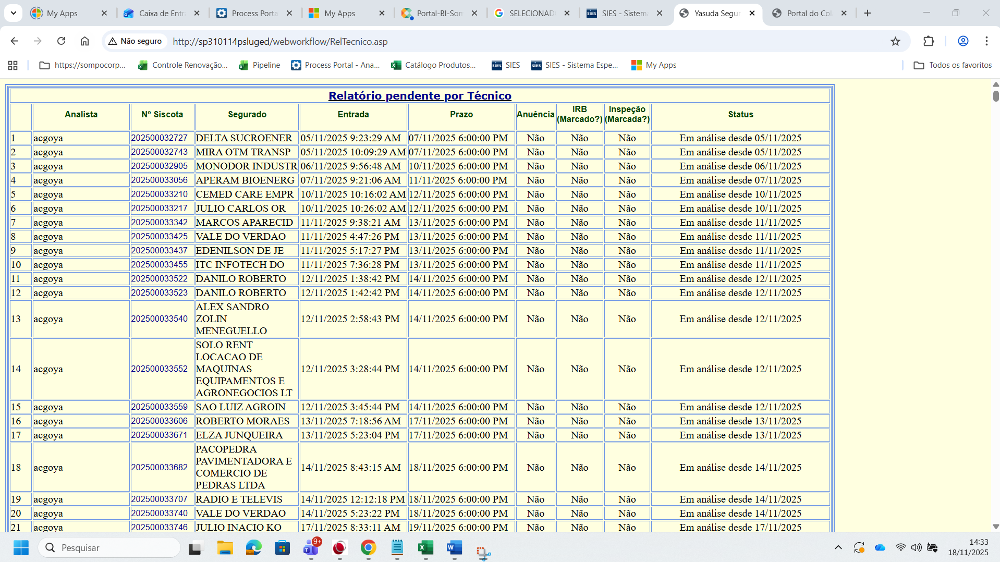 My Apps
Caixa de Entr
Process Porta
My Apps
Portal-BI-Som
SELECIONAD
SIES - Sistema
Yasuda Segur
Portal do Col
Não seguro
http://sp310114psluged/webworkflow/RelTecnico.asp
https://sompocorp...
Controle Renovação...
Pipeline
Process Portal - Ana...
Catálogo Produtos...
SIES
SIES - Sistema Espe...
My Apps
Todos os favoritos
Relatório pendente por Técnico
Analista Nº Siscota Segurado Entrada Prazo Anuência IRB (Marcado?) Inspeção (Marcada?) Status
1 acgoya 202500032727 DELTA SUCROENER 05/11/2025 9:23:29 AM 07/11/2025 6:00:00 PM Não Não Não Em análise desde 05/11/2025
2 acgoya 202500032743 MIRA OTM TRANSP 05/11/2025 10:09:29 AM 07/11/2025 6:00:00 PM Não Não Não Em análise desde 05/11/2025
3 acgoya 202500032905 MONODOR INDUSTR 06/11/2025 9:56:48 AM 10/11/2025 6:00:00 PM Não Não Não Em análise desde 06/11/2025
4 acgoya 202500033056 APERAM BIOENERG 07/11/2025 9:21:06 AM 11/11/2025 6:00:00 PM Não Não Não Em análise desde 07/11/2025
5 acgoya 202500033210 CEMED CARE EMPR 10/11/2025 10:16:02 AM 12/11/2025 6:00:00 PM Não Não Não Em análise desde 10/11/2025
6 acgoya 202500033217 JULIO CARLOS OR 10/11/2025 10:26:02 AM 12/11/2025 6:00:00 PM Não Não Não Em análise desde 10/11/2025
7 acgoya 202500033342 MARCOS APARECID 11/11/2025 9:38:21 AM 13/11/2025 6:00:00 PM Não Não Não Em análise desde 11/11/2025
8 acgoya 202500033425 VALE DO VERDAO 11/11/2025 4:47:26 PM 13/11/2025 6:00:00 PM Não Não Não Em análise desde 11/11/2025
9 acgoya 202500033437 EDENILSON DE JE 11/11/2025 5:17:27 PM 13/11/2025 6:00:00 PM Não Não Não Em análise desde 11/11/2025
10 acgoya 202500033455 ITC INFOTECH DO 11/11/2025 7:36:28 PM 13/11/2025 6:00:00 PM Não Não Não Em análise desde 11/11/2025
11 acgoya 202500033522 DANILO ROBERTO 12/11/2025 1:38:42 PM 14/11/2025 6:00:00 PM Não Não Não Em análise desde 12/11/2025
12 acgoya 202500033523 DANILO ROBERTO 12/11/2025 1:42:42 PM 14/11/2025 6:00:00 PM Não Não Não Em análise desde 12/11/2025
13 acgoya 202500033540 ALEX SANDRO ZOLIN MENEGUELLO 12/11/2025 2:58:43 PM 14/11/2025 6:00:00 PM Não Não Não Em análise desde 12/11/2025
14 acgoya 202500033552 SOLO RENT LOCACAO DE MAQUINAS EQUIPAMENTOS E AGRONEGOCIOS LT 12/11/2025 3:28:44 PM 14/11/2025 6:00:00 PM Não Não Não Em análise desde 12/11/2025
15 acgoya 202500033559 SAO LUIZ AGROIN 12/11/2025 3:45:44 PM 14/11/2025 6:00:00 PM Não Não Não Em análise desde 12/11/2025
16 acgoya 202500033606 ROBERTO MORAES 13/11/2025 7:18:56 AM 17/11/2025 6:00:00 PM Não Não Não Em análise desde 13/11/2025
17 acgoya 202500033671 ELZA JUNQUEIRA 13/11/2025 5:23:04 PM 17/11/2025 6:00:00 PM Não Não Não Em análise desde 13/11/2025
18 acgoya 202500033682 PACOPEDRA PAVIMENTADORA E COMERCIO DE PEDRAS LTDA 14/11/2025 8:43:15 AM 18/11/2025 6:00:00 PM Não Não Não Em análise desde 14/11/2025
19 acgoya 202500033707 RADIO E TELEVIS 14/11/2025 12:12:18 PM 18/11/2025 6:00:00 PM Não Não Não Em análise desde 14/11/2025
20 acgoya 202500033740 VALE DO VERDAO 14/11/2025 5:23:22 PM 18/11/2025 6:00:00 PM Não Não Não Em análise desde 14/11/2025
21 acgoya 202500033746 JULIO INACIO KO 17/11/2025 8:33:11 AM 19/11/2025 6:00:00 PM Não Não Não Em análise desde 17/11/2025
Pesquisar
9+
14:33
18/11/2025